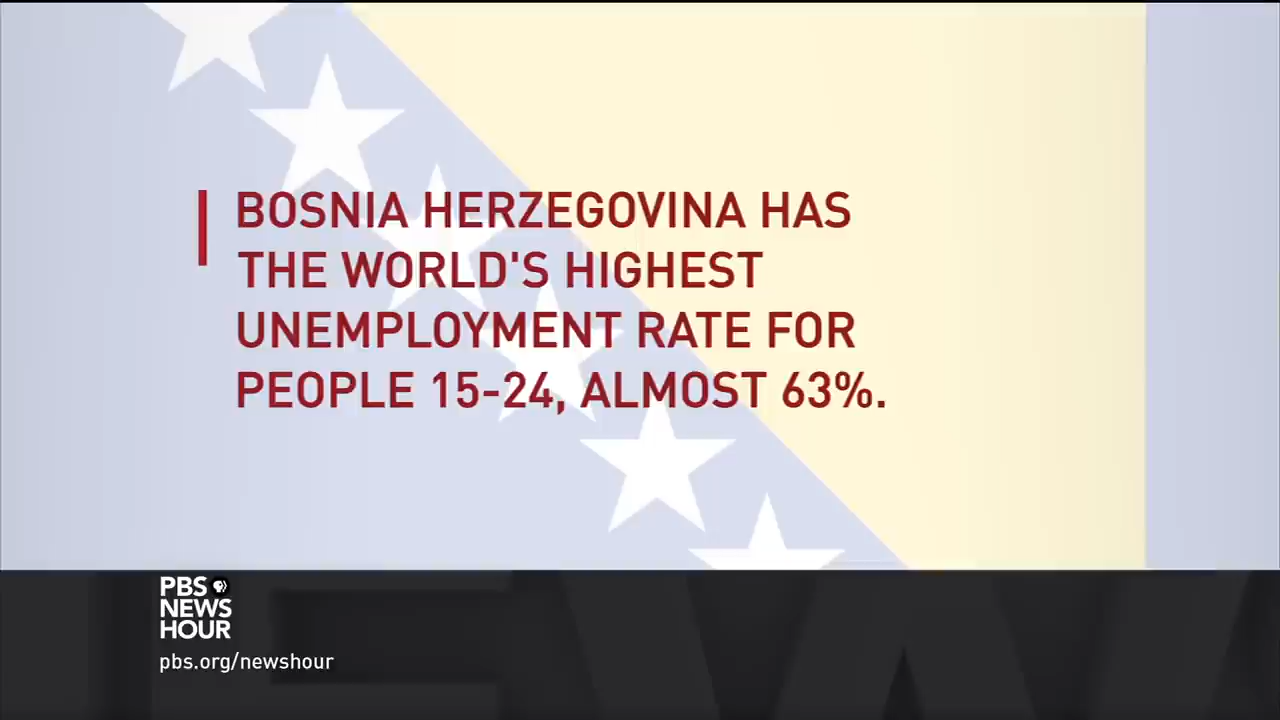 BOSNIA HERZEGOVINA HAS
THE WORLD'S HIGHEST
UNEMPLOYMENT RATE FOR
PEOPLE 15-24, ALMOST 63%.
PBS
NEWS
HOUR
pbs.org/newshour